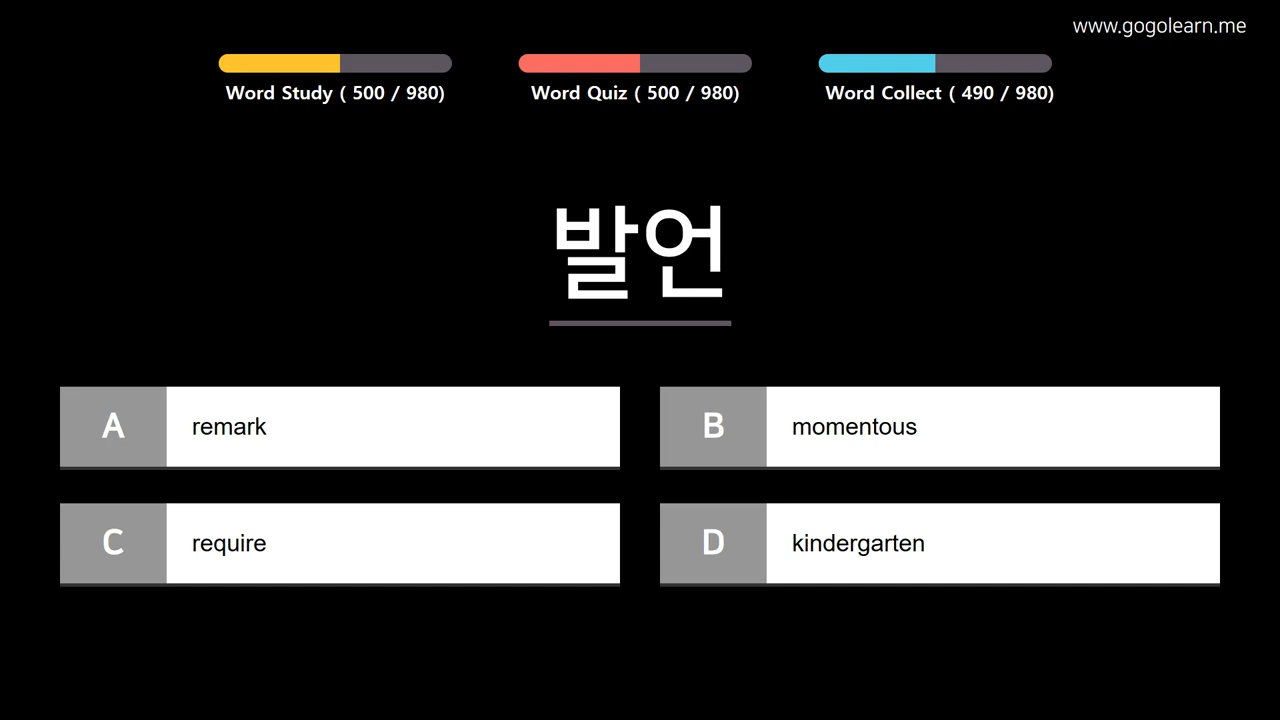 www.gogolearn.me
Word Study ( 500 / 980)
Word Quiz ( 500 / 980)
Word Collect ( 490 / 980)
발언
A
remark
B
momentous
C
require
D
kindergarten